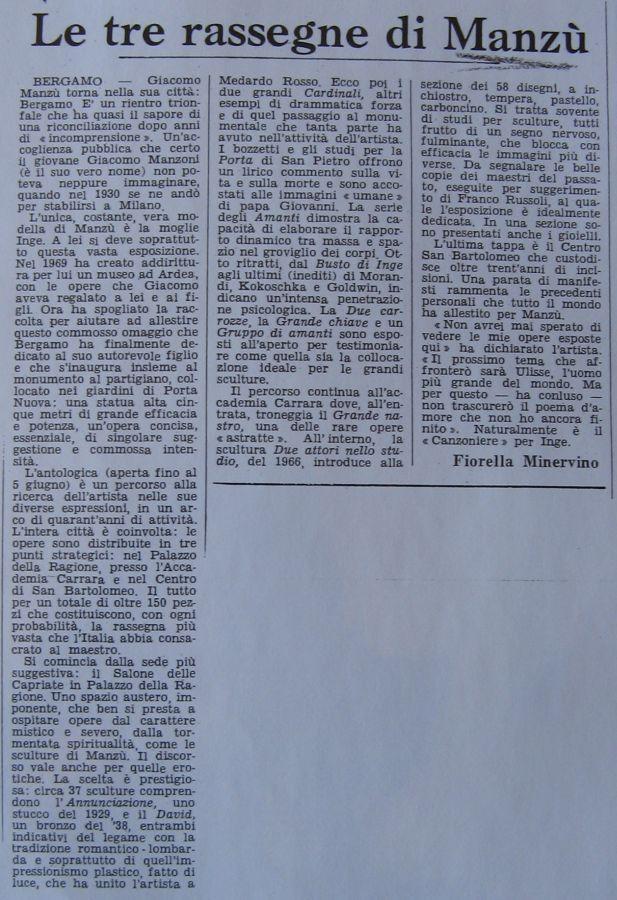 Le tre rassegne di Manzù
BERGAMO — Giacomo
Manzù torna nella sua città:
Bergamo E' un rientro trion-
fale che ha quasi il sapore di
una riconciliazione dopo anni
di « incomprensione ». Un'ac-
coglienza pubblica che certo
il giovane Giacomo Manzoni
(è il suo vero nome) non po-
teva neppure immaginare,
quando nel 1930 se ne andò
per stabilirsi a Milano.
L'unica, costante, vera mo-
della di Manzù è la moglie
Inge. A lei si deve soprattut-
to questa vasta esposizione.
Nel 1969 ha creato addirittu-
ra per lui un museo ad Ardea,
con le opere che Giacomo
aveva regalato a lei e ai fi-
gli. Ora ha spogliato la rac-
colta per aiutare ad allestire
questo commosso omaggio che
Bergamo ha finalmente de-
dicato al suo autorevole figlio
e che s'inaugura insieme al
monumento al partigiano, col-
locato nei giardini di Porta
Nuova: una statua alta cin-
que metri di grande efficacia
e potenza, un'opera concisa,
essenziale, di singolare sug-
gestione e commossa inten-
sità.
L'antologica (aperta fino al
5 giugno) è un percorso alla
ricerca dell'artista nelle sue
diverse espressioni, in un ar-
co di quarant'anni di attività.
L'intera città è coinvolta: le
opere sono distribuite in tre
punti strategici: nel Palazzo
della Ragione, presso l'Acca-
demia Carrara e nel Centro
di San Bartolomeo. Il tutto
per un totale di oltre 150 pez-
zi che costituiscono, con ogni
probabilità, la rassegna più
vasta che l'Italia abbia consa-
crato al maestro.
Si comincia dalla sede più
suggestiva: il Salone delle
Capriate in Palazzo della Ra-
gione. Uno spazio austero, im-
ponente, che ben si presta a
ospitare opere dal carattere
mistico e severo, dalla tor-
mentata spiritualità, come le
sculture di Manzù. Il discor-
so vale anche per quelle ero-
tiche. La scelta è prestigio-
sa: circa 37 sculture compren-
dono l'Annunciazione, uno
stucco del 1929, e il David,
un bronzo del '38, entrambi
indicativi del legame con la
tradizione romantico-lombar-
da e soprattutto di quell'im-
pressionismo plastico, fatto di
luce, che ha unito l'artista a
Medardo Rosso. Ecco poi i
due grandi Cardinali, altri
esempi di drammatica forza
e di quel passaggio al monu-
mentale che tanta parte ha
avuto nell'attività dell'artista.
I bozzetti e gli studi per la
Porta di San Pietro offrono
un lirico commento sulla vi-
ta e sulla morte e sono acco-
stati alle immagini « umane »
di papa Giovanni. La serie
degli Amanti dimostra la ca-
pacità di elaborare il rappor-
to dinamico tra massa e spa-
zio nel groviglio dei corpi. Ot-
to ritratti, dal Busto di Inge
agli ultimi (inediti) di Moran-
di, Kokoschka e Goldwin, in-
dicano un'intensa penetrazio-
ne psicologica. La Due car-
rozze, la Grande chiave e un
Gruppo di amanti sono espo-
sti all'aperto per testimonia-
re come quella sia la colloca-
zione ideale per le grandi
sculture.
Il percorso continua all'ac-
cademia Carrara dove, all'en-
trata, troneggia il Grande na-
stro, una delle rare opere
« astratte ». All'interno, la
scultura Due attori nello stu-
dio, del 1966, introduce alla
sezione dei 58 disegni, a in-
chiostro, tempera, pastello,
carboncino. Si tratta sovente
di studi per sculture, tutti
frutto di un segno nervoso,
fulminante, che blocca con
efficacia le immagini più di-
verse. Da segnalare le belle
copie dei maestri del passa-
to, eseguite per suggerimento
di Franco Russoli, al qua-
le l'esposizione è idealmente
dedicata. In una sezione so-
no presentati anche i gioielli.
L'ultima tappa è il Centro
San Bartolomeo che custodi-
sce oltre trent'anni di inci-
sioni. Una parata di manife-
sti rammenta le precedenti
personali che tutto il mondo
ha allestito per Manzù.
« Non avrei mai sperato di
vedere le mie opere esposte
qui » ha dichiarato l'artista.
« Il prossimo tema che af-
fronterò sarà Ulisse, l'uomo
più grande del mondo. Ma
per questo — ha conluso —
non trascurerò il poema d'a-
more che non ho ancora fi-
nito ». Naturalmente è il
« Canzoniere » per Inge.
Fiorella Minervino